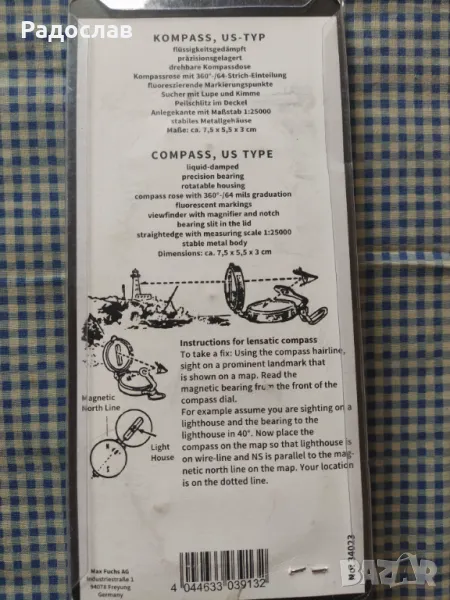 Радослав
KOMPASS, US-TYP
flüssigkeitsgedämpft
präzisionsgelagert
drehbare Kompassdose
Kompassrose mit 360°-/64-Strich-Einteilung
fluoreszierende Markierungspunkte
Sucher mit Lupe und Kimme
Peilschlitz im Deckel
Anlegekante mit Maßstab 1:25000
stabiles Metallgehäuse
Maße: ca. 7,5 x 5,5 x 3 cm
COMPASS, US TYPE
liquid-damped
precision bearing
rotatable housing
compass rose with 360°-/64 mils graduation
fluorescent markings
viewfinder with magnifier and notch
bearing slit in the lid
straightedge with measuring scale 1:25000
stable metal body
Dimensions: ca. 7,5 x 5,5 x 3 cm
Instructions for lensatic compass
To take a fix: Using the compass hairline,
sight on a prominent landmark that
is shown on a map. Read the
magnetic bearing from the front of the
compass dial.
For example assume you are sighting on a
lighthouse and the bearing to the
lighthouse in 40°. Now place the
compass on the map so that lighthouse is
on wire-line and NS is parallel to the mag-
netic north line on the map. Your location
is on the dotted line.
Magnetic
North Line
Light
House
Max Fuchs AG
Industriestraße 1
94078 Freyung
Germany
4 044633 039132
No. 34023
bazar.bg